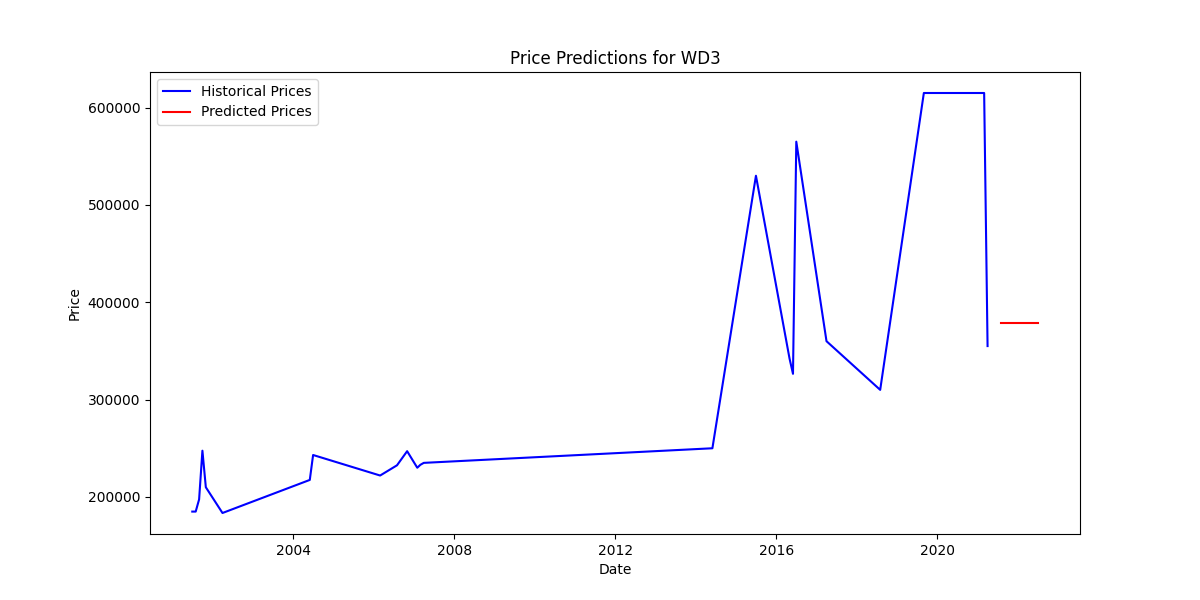 Price Predictions for WD3
Historical Prices
Predicted Prices
600000
500000
400000
300000
200000
Price
2004
2008
2012
2016
2020
Date